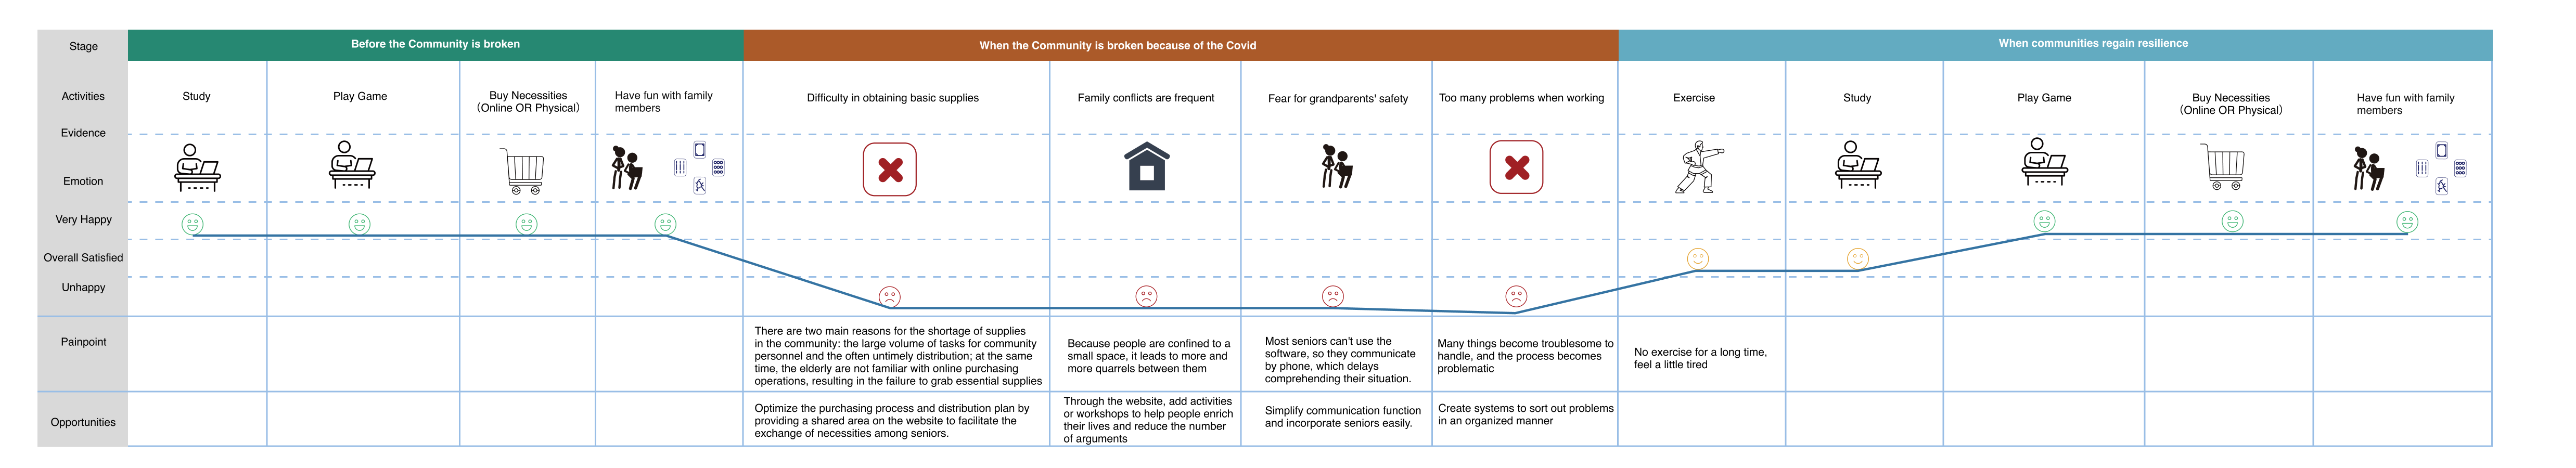 Stage
Before the Community is broken
When the Community is broken because of the Covid
When communities regain resilience
Activities
Study
Play Game
Buy Necessities
(Online OR Physical)
Have fun with family
members
Difficulty in obtaining basic supplies
Family conflicts are frequent
Fear for grandparents' safety
Too many problems when working
Exercise
Study
Play Game
Buy Necessities
(Online OR Physical)
Have fun with family
members
Evidence
Emotion
Very Happy
Overall Satisfied
Unhappy
Painpoint
There are two main reasons for the shortage of supplies
in the community: the large volume of tasks for community
personnel and the often untimely distribution; at the same
time, the elderly are not familiar with online purchasing
operations, resulting in the failure to grab essential supplies
Because people are confined to a
small space, it leads to more and
more quarrels between them
Most seniors can't use the
software, so they communicate
by phone, which delays
comprehending their situation.
Many things become troublesome to
handle, and the process becomes
problematic
No exercise for a long time,
feel a little tired
Opportunities
Optimize the purchasing process and distribution plan by
providing a shared area on the website to facilitate the
exchange of necessities among seniors.
Through the website, add activities
or workshops to help people enrich
their lives and reduce the number
of arguments
Simplify communication function
and incorporate seniors easily.
Create systems to sort out problems
in an organized manner